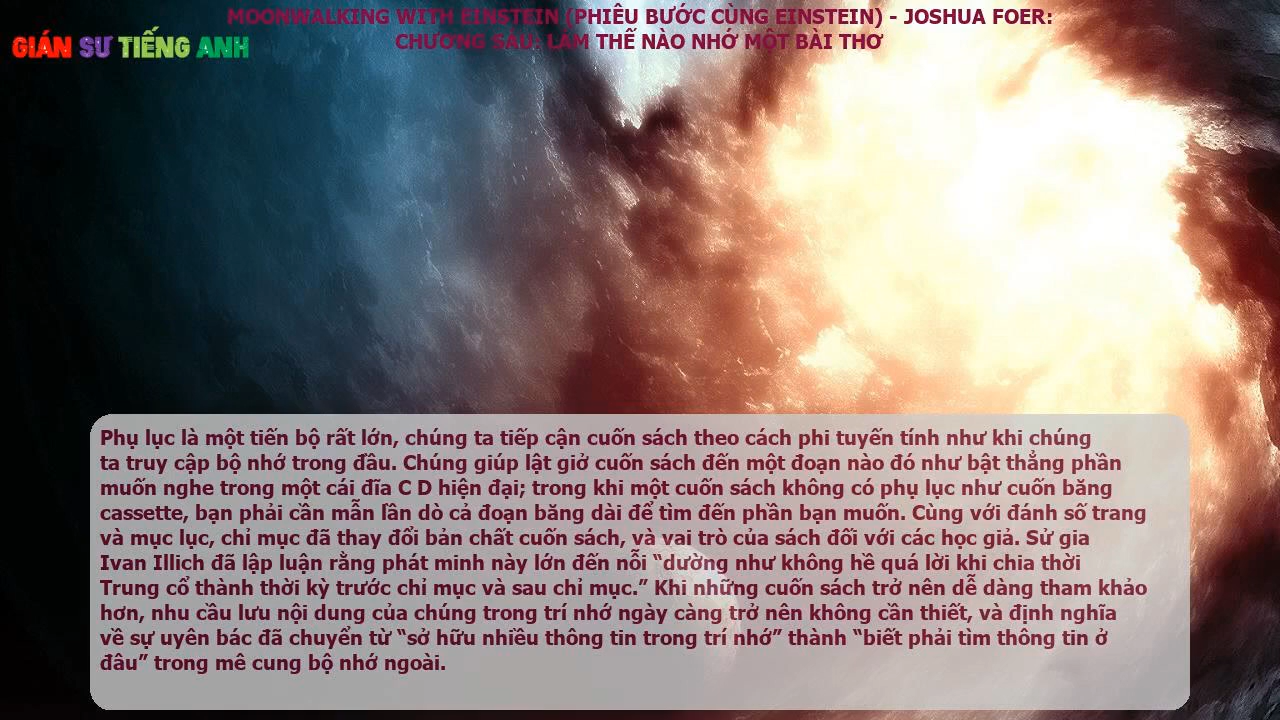 MOONWALKING WITH EINSTEIN (PHIÊU BƯỚC CÙNG EINSTEIN) - JOSHUA FOER:
CHƯƠNG SÁU: LÀM THẾ NÀO NHỚ MỘT BÀI THƠ
GIÁN SƯ TIẾNG ANH
Phụ lục là một tiến bộ rất lớn, chúng ta tiếp cận cuốn sách theo cách phi tuyến tính như khi chúng
ta truy cập bộ nhớ trong đầu. Chúng giúp lật giở cuốn sách đến một đoạn nào đó như bật thẳng phần
muốn nghe trong một cái đĩa C D hiện đại; trong khi một cuốn sách không có phụ lục như cuốn băng
cassette, bạn phải cần mẫn lần dò cả đoạn băng dài để tìm đến phần bạn muốn. Cùng với đánh số trang
và mục lục, chỉ mục đã thay đổi bản chất cuốn sách, và vai trò của sách đối với các học giả. Sử gia
Ivan Illich đã lập luận rằng phát minh này lớn đến nỗi “dường như không hề quá lời khi chia thời
Trung cổ thành thời kỳ trước chỉ mục và sau chỉ mục.” Khi những cuốn sách trở nên dễ dàng tham khảo
hơn, nhu cầu lưu nội dung của chúng trong trí nhớ ngày càng trở nên không cần thiết, và định nghĩa
về sự uyên bác đã chuyển từ “sở hữu nhiều thông tin trong trí nhớ” thành “biết phải tìm thông tin ở
đâu” trong mê cung bộ nhớ ngoài.